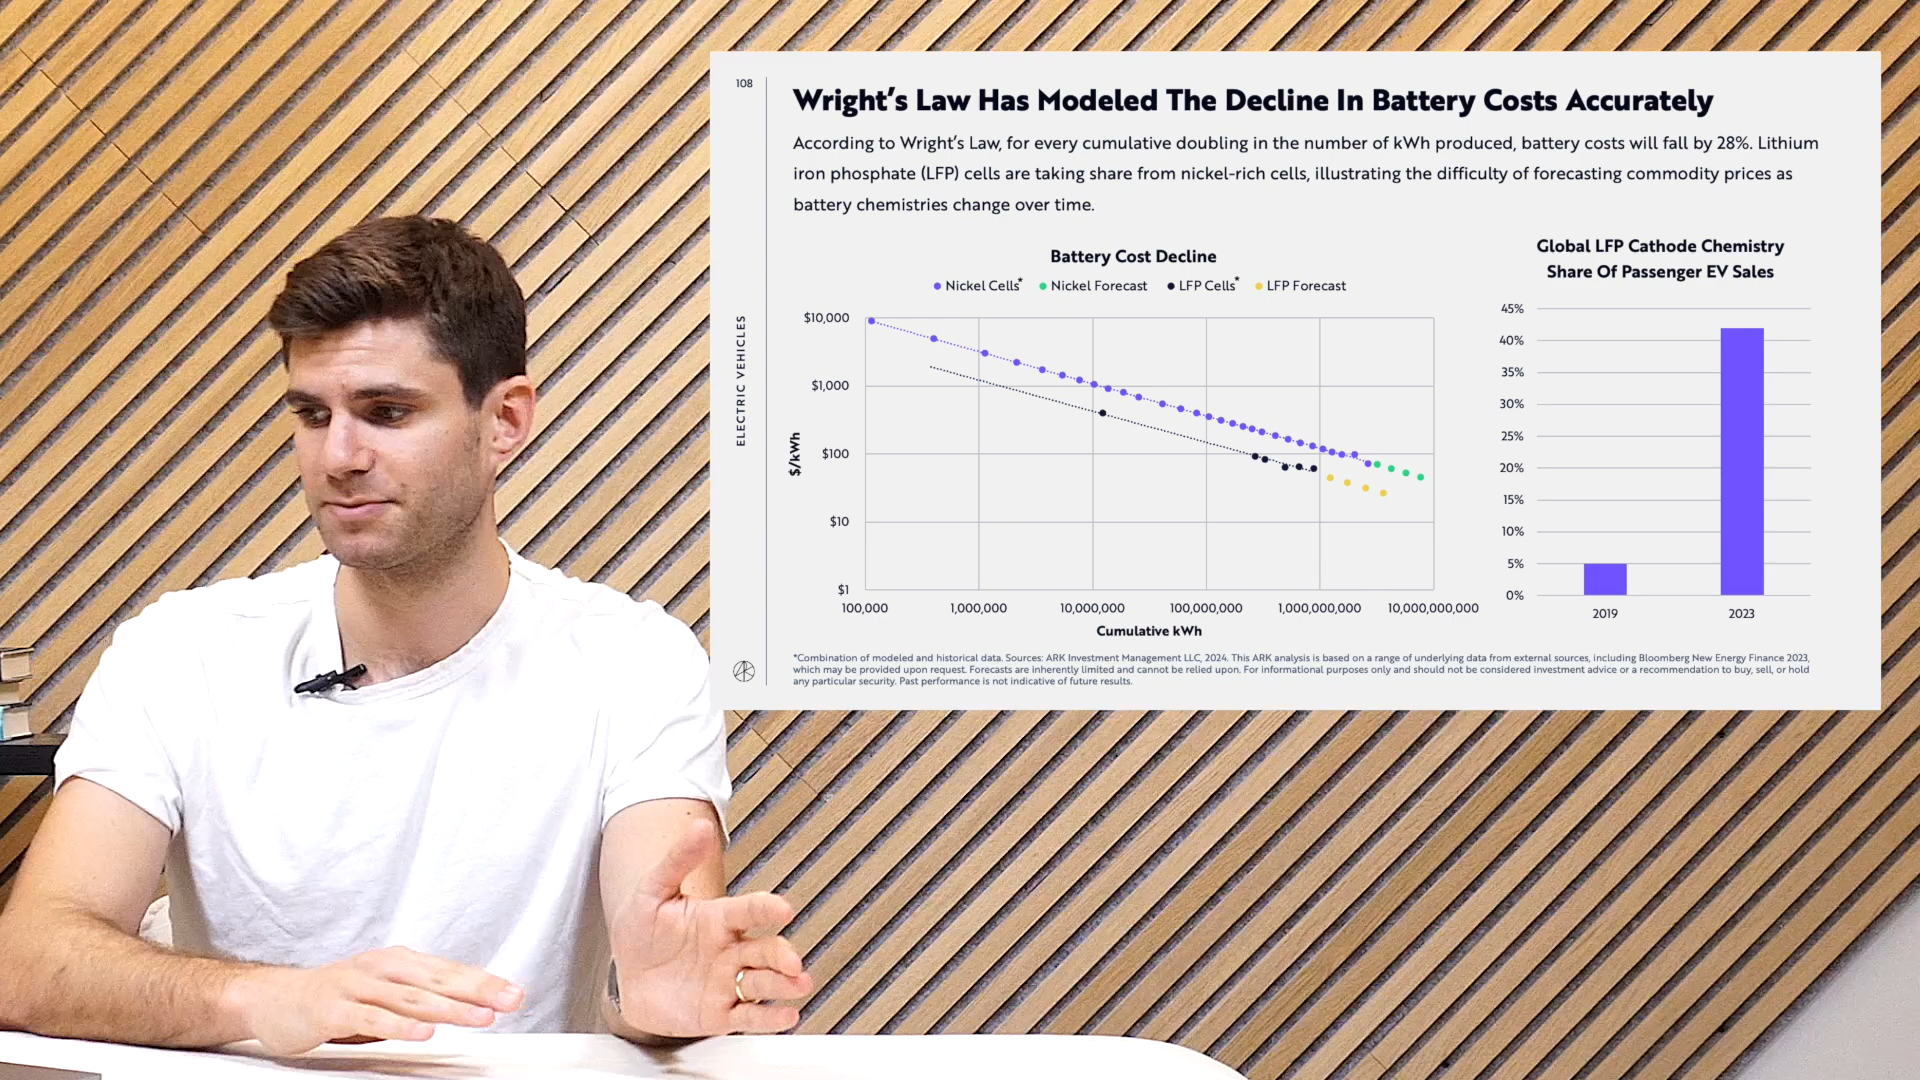 108
Wright's Law Has Modeled The Decline In Battery Costs Accurately
According to Wright's Law, for every cumulative doubling in the number of kWh produced, battery costs will fall by 28%. Lithium
iron phosphate (LFP) cells are taking share from nickel-rich cells, illustrating the difficulty of forecasting commodity prices as
battery chemistries change over time.
ELECTRIC VEHICLES
Battery Cost Decline
Nickel Cells* Nickel Forecast LFP Cells* LFP Forecast
$/kWh
$10,000
$1,000
$100
$10
$1
100,000 1,000,000 10,000,000 100,000,000 1,000,000,000 10,000,000,000
Cumulative kWh
Global LFP Cathode Chemistry
Share Of Passenger EV Sales
45%
40%
35%
30%
25%
20%
15%
10%
5%
0%
2019 2023
*Combination of modeled and historical data. Sources: ARK Investment Management LLC, 2024. This ARK analysis is based on a range of underlying data from external sources, including Bloomberg New Energy Finance 2023,
which may be provided upon request. Forecasts are inherently limited and cannot be relied upon. For informational purposes only and should not be considered investment advice or a recommendation to buy, sell, or hold
any particular security. Past performance is not indicative of future results.